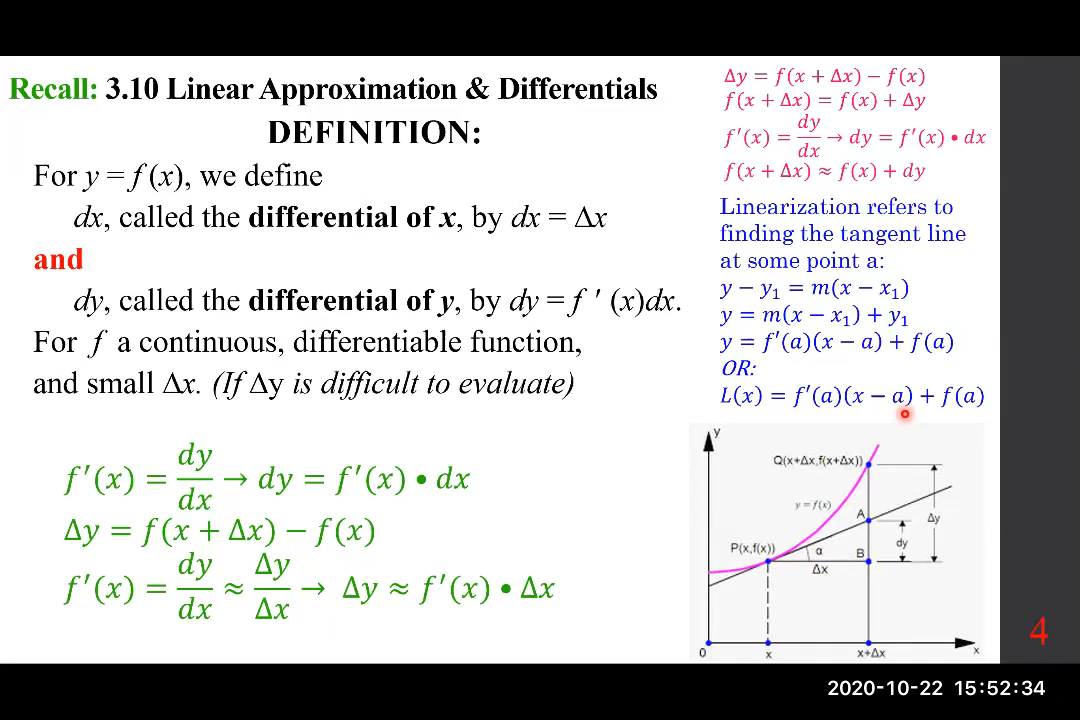 Recall: 3.10 Linear Approximation & Differentials
DEFINITION:
For y = f (x), we define
dx, called the differential of x, by dx = Δx
and
dy, called the differential of y, by dy = f ′ (x)dx.
For f a continuous, differentiable function,
and small Δx. (If Δy is difficult to evaluate)
f′(x) = dy/dx → dy = f′(x) • dx
Δy = f(x + Δx) − f(x)
f′(x) = dy/dx ≈ Δy/Δx → Δy ≈ f′(x) • Δx
Δy = f(x + Δx) − f(x)
f(x + Δx) = f(x) + Δy
f′(x) = dy/dx → dy = f′(x) • dx
f(x + Δx) ≈ f(x) + dy
Linearization refers to
finding the tangent line
at some point a:
y − y₁ = m(x − x₁)
y = m(x − x₁) + y₁
y = f′(a)(x − a) + f(a)
OR:
L(x) = f′(a)(x − a) + f(a)
y
Q(x+Δx,f(x+Δx))
y = f(x)
A
Δy
P(x,f(x))
α
B
dy
Δx
0
x
x+Δx
x
4
2020-10-22 15:52:34